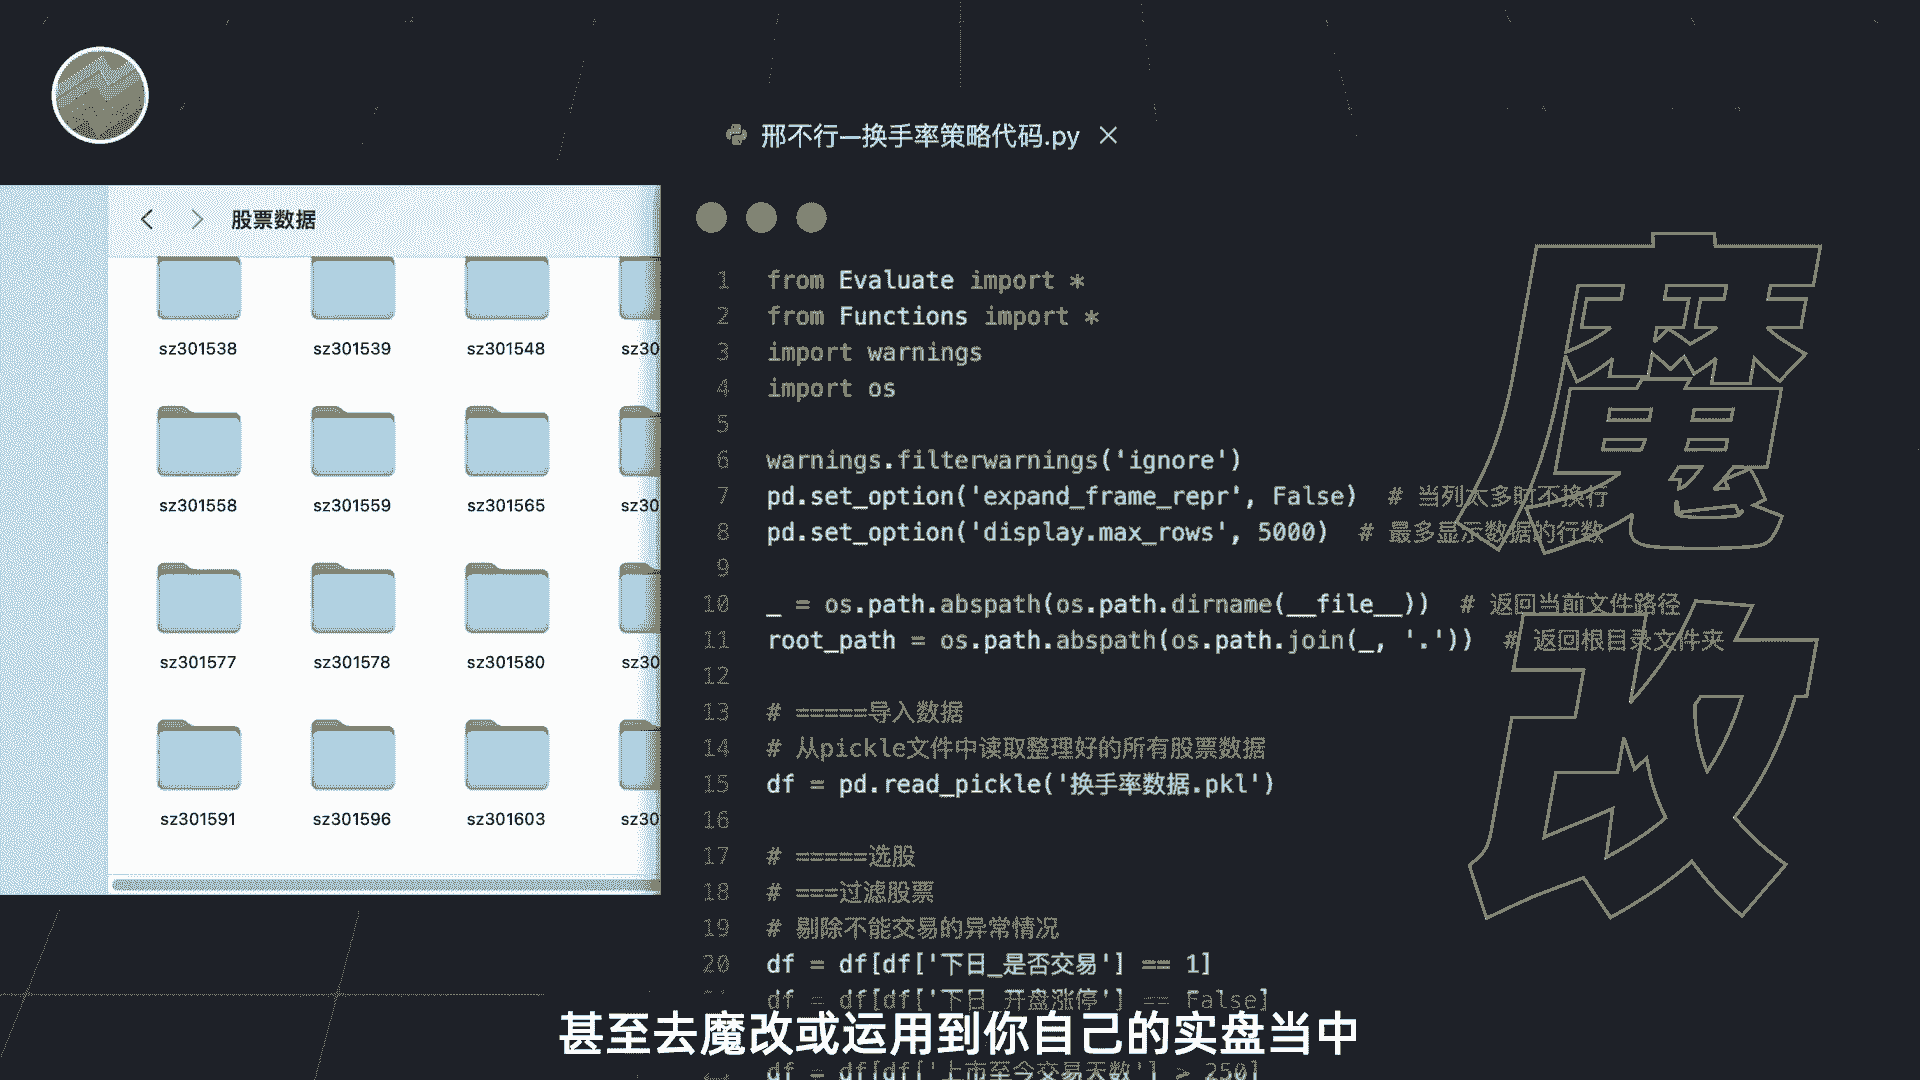 邢不行—换手率策略代码.py
股票数据
sz301538 sz301539 sz301548 sz30
sz301558 sz301559 sz301565 sz30
sz301577 sz301578 sz301580 sz30
sz301591 sz301596 sz301603 sz30
1 from Evaluate import *
2 from Functions import *
3 import warnings
4 import os
5
6 warnings.filterwarnings('ignore')
7 pd.set_option('expand_frame_repr', False) # 当列太多时不换行
8 pd.set_option('display.max_rows', 5000) # 最多显示数据的行数
9
10 _ = os.path.abspath(os.path.dirname(__file__)) # 返回当前文件路径
11 root_path = os.path.abspath(os.path.join(_, '.')) # 返回根目录文件夹
12
13 # =====导入数据
14 # 从pickle文件中读取整理好的所有股票数据
15 df = pd.read_pickle('换手率数据.pkl')
16
17 # =====选股
18 # ===过滤股票
19 # 剔除不能交易的异常情况
20 df = df[df['下日_是否交易'] == 1]
df = df[df['下日_开盘涨停'] == False]
df = df[df['上市至今交易天数'] > 250]
魔
改
甚至去魔改或运用到你自己的实盘当中